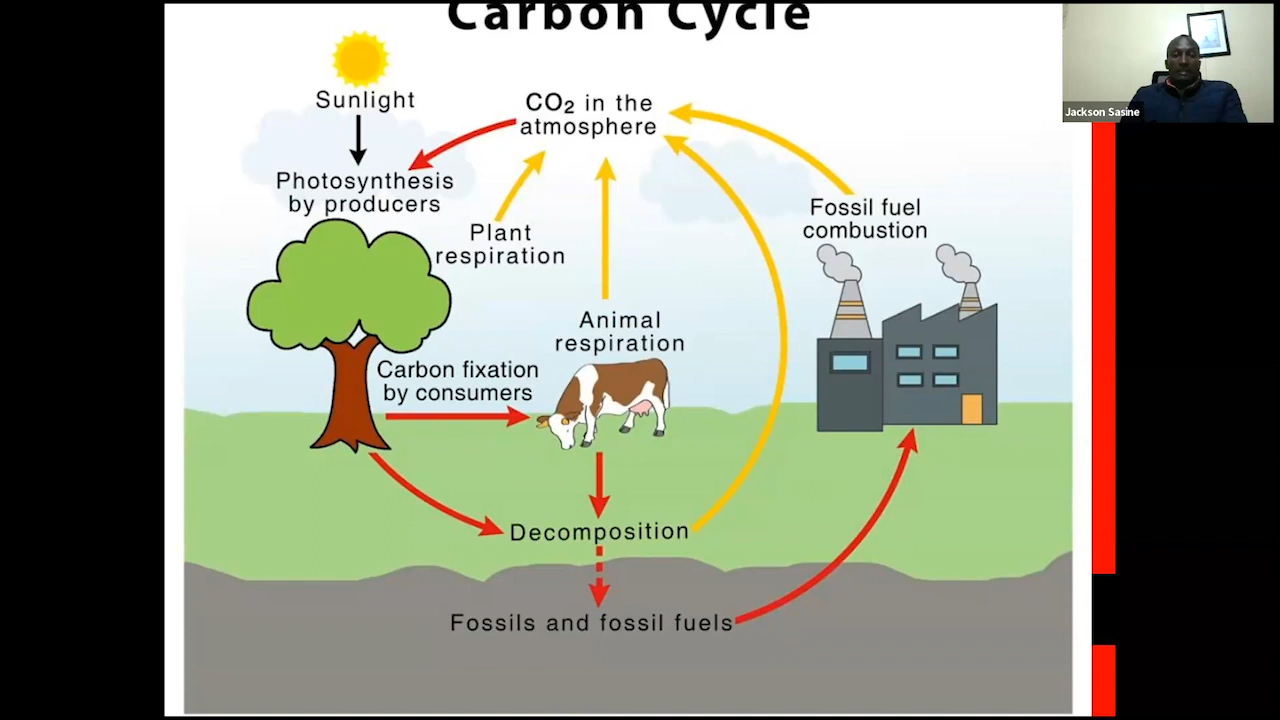 Carbon Cycle
Jackson Sasine
Sunlight
CO₂ in the
atmosphere
Photosynthesis
by producers
Plant
respiration
Fossil fuel
combustion
Animal
respiration
Carbon fixation
by consumers
Decomposition
Fossils and fossil fuels